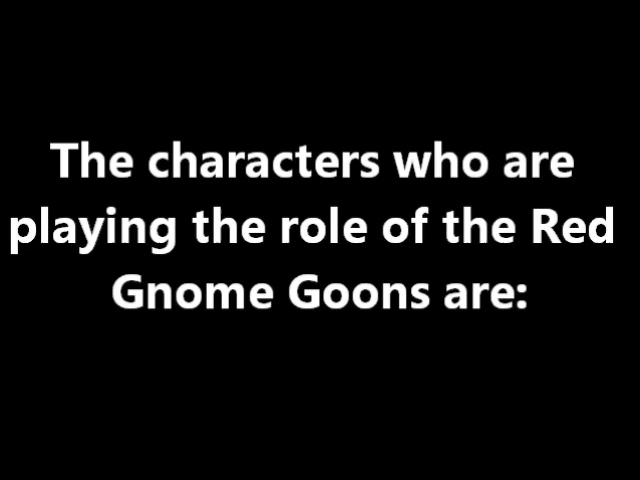 The characters who are
playing the role of the Red
Gnome Goons are: